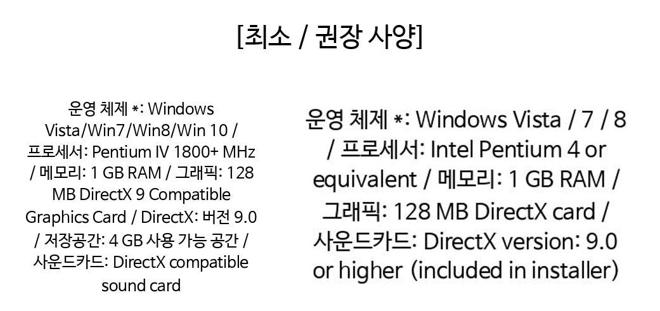 [최소 / 권장 사양]
운영 체제 *: Windows
Vista/Win7/Win8/Win 10 /
프로세서: Pentium IV 1800+ MHz
/ 메모리: 1 GB RAM / 그래픽: 128
MB DirectX 9 Compatible
Graphics Card / DirectX: 버전 9.0
/ 저장공간: 4 GB 사용 가능 공간 /
사운드카드: DirectX compatible
sound card
운영 체제 *: Windows Vista / 7 / 8
/ 프로세서: Intel Pentium 4 or
equivalent / 메모리: 1 GB RAM /
그래픽: 128 MB DirectX card /
사운드카드: DirectX version: 9.0
or higher (included in installer)